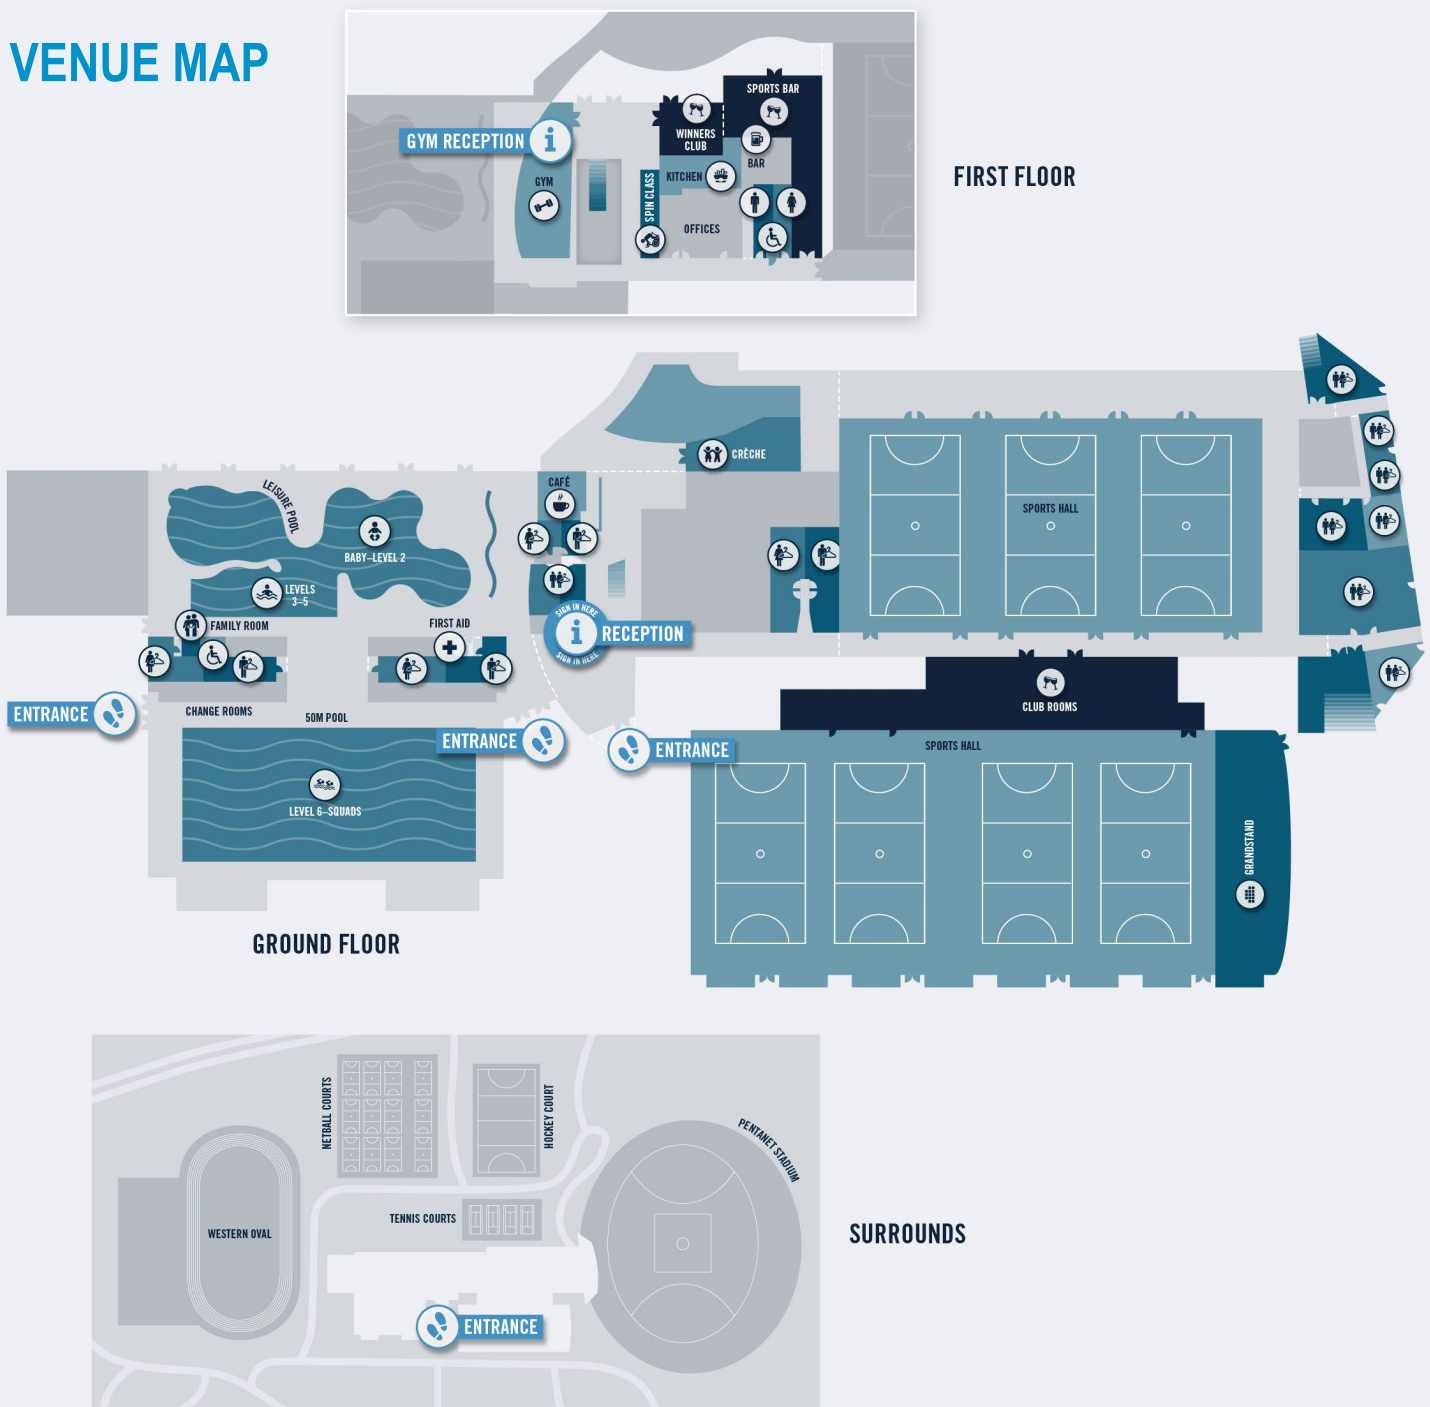 VENUE MAP
SPORTS BAR
WINNERS
CLUB
GYM RECEPTION
BAR
KITCHEN
GYM
SPIN CLASS
OFFICES
FIRST FLOOR
CRÈCHE
CAFÉ
LEISURE POOL
SPORTS HALL
BABY–LEVEL 2
LEVELS
3–5
FAMILY ROOM
FIRST AID
SIGN IN HERE
RECEPTION
SIGN IN HERE
ENTRANCE
CHANGE ROOMS
50M POOL
CLUB ROOMS
ENTRANCE
ENTRANCE
SPORTS HALL
LEVEL 6–SQUADS
GRANDSTAND
GROUND FLOOR
NETBALL COURTS
HOCKEY COURT
PENTANET STADIUM
TENNIS COURTS
WESTERN OVAL
SURROUNDS
ENTRANCE